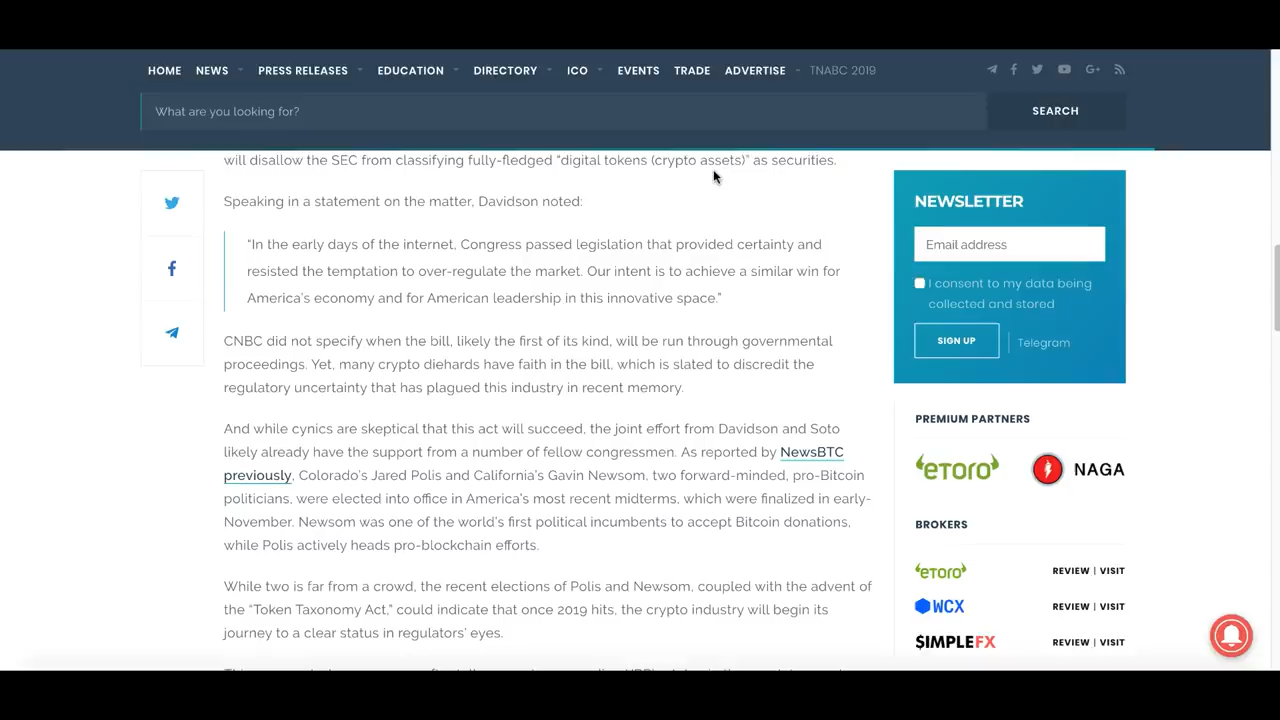 HOME NEWS PRESS RELEASES EDUCATION DIRECTORY ICO EVENTS TRADE ADVERTISE TNABC 2019
What are you looking for? SEARCH
will disallow the SEC from classifying fully-fledged “digital tokens (crypto assets)” as securities.
Speaking in a statement on the matter, Davidson noted:
“In the early days of the internet, Congress passed legislation that provided certainty and
resisted the temptation to over-regulate the market. Our intent is to achieve a similar win for
America’s economy and for American leadership in this innovative space.”
CNBC did not specify when the bill, likely the first of its kind, will be run through governmental
proceedings. Yet, many crypto diehards have faith in the bill, which is slated to discredit the
regulatory uncertainty that has plagued this industry in recent memory.
And while cynics are skeptical that this act will succeed, the joint effort from Davidson and Soto
likely already have the support from a number of fellow congressmen. As reported by NewsBTC
previously, Colorado’s Jared Polis and California’s Gavin Newsom, two forward-minded, pro-Bitcoin
politicians, were elected into office in America’s most recent midterms, which were finalized in early-
November. Newsom was one of the world’s first political incumbents to accept Bitcoin donations,
while Polis actively heads pro-blockchain efforts.
While two is far from a crowd, the recent elections of Polis and Newsom, coupled with the advent of
the “Token Taxonomy Act,” could indicate that once 2019 hits, the crypto industry will begin its
journey to a clear status in regulators’ eyes.
NEWSLETTER
Email address
I consent to my data being
collected and stored
SIGN UP Telegram
PREMIUM PARTNERS
eToro NAGA
BROKERS
eToro REVIEW | VISIT
WCX REVIEW | VISIT
$IMPLEFX REVIEW | VISIT